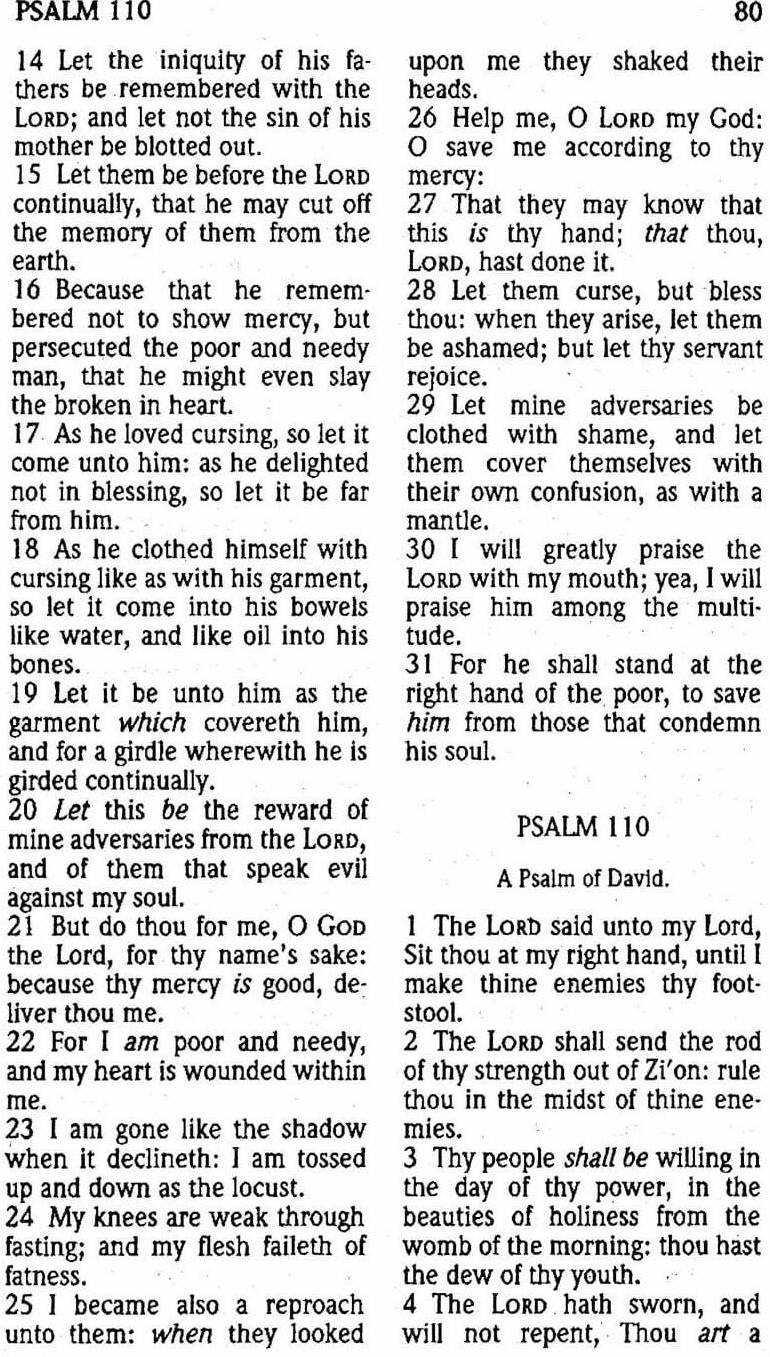 PSALM 110
80
14 Let the iniquity of his fa-
thers be remembered with the
LORD; and let not the sin of his
mother be blotted out.
15 Let them be before the LORD
continually, that he may cut off
the memory of them from the
earth.
16 Because that he remem-
bered not to show mercy, but
persecuted the poor and needy
man, that he might even slay
the broken in heart.
17 As he loved cursing, so let it
come unto him: as he delighted
not in blessing, so let it be far
from him.
18 As he clothed himself with
cursing like as with his garment,
so let it come into his bowels
like water, and like oil into his
bones.
19 Let it be unto him as the
garment which covereth him,
and for a girdle wherewith he is
girded continually.
20 Let this be the reward of
mine adversaries from the LORD,
and of them that speak evil
against my soul.
21 But do thou for me, O GOD
the Lord, for thy name's sake:
because thy mercy is good, de-
liver thou me.
22 For I am poor and needy,
and my heart is wounded within
me.
23 I am gone like the shadow
when it declineth: I am tossed
up and down as the locust.
24 My knees are weak through
fasting; and my flesh faileth of
fatness.
25 I became also a reproach
unto them: when they looked
upon me they shaked their
heads.
26 Help me, O LORD my God:
O save me according to thy
mercy:
27 That they may know that
this is thy hand; that thou,
LORD, hast done it.
28 Let them curse, but bless
thou: when they arise, let them
be ashamed; but let thy servant
rejoice.
29 Let mine adversaries be
clothed with shame, and let
them cover themselves with
their own confusion, as with a
mantle.
30 I will greatly praise the
LORD with my mouth; yea, I will
praise him among the multi-
tude.
31 For he shall stand at the
right hand of the poor, to save
him from those that condemn
his soul.
PSALM 110
A Psalm of David.
1 The LORD said unto my Lord,
Sit thou at my right hand, until I
make thine enemies thy foot-
stool.
2 The LORD shall send the rod
of thy strength out of Zi'on: rule
thou in the midst of thine ene-
mies.
3 Thy people shall be willing in
the day of thy power, in the
beauties of holiness from the
womb of the morning: thou hast
the dew of thy youth.
4 The LORD hath sworn, and
will not repent, Thou art a